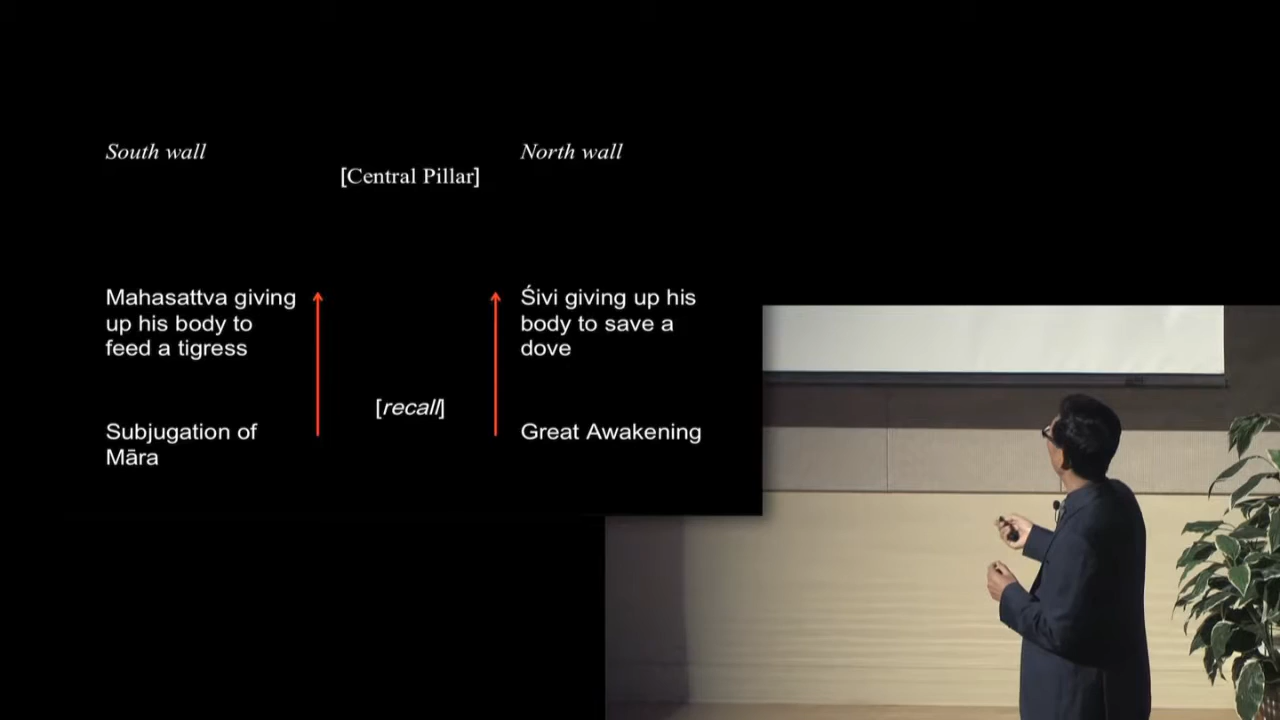 South wall
North wall
[Central Pillar]
Mahasattva giving
up his body to
feed a tigress
Śivi giving up his
body to save a
dove
[recall]
Subjugation of
Māra
Great Awakening